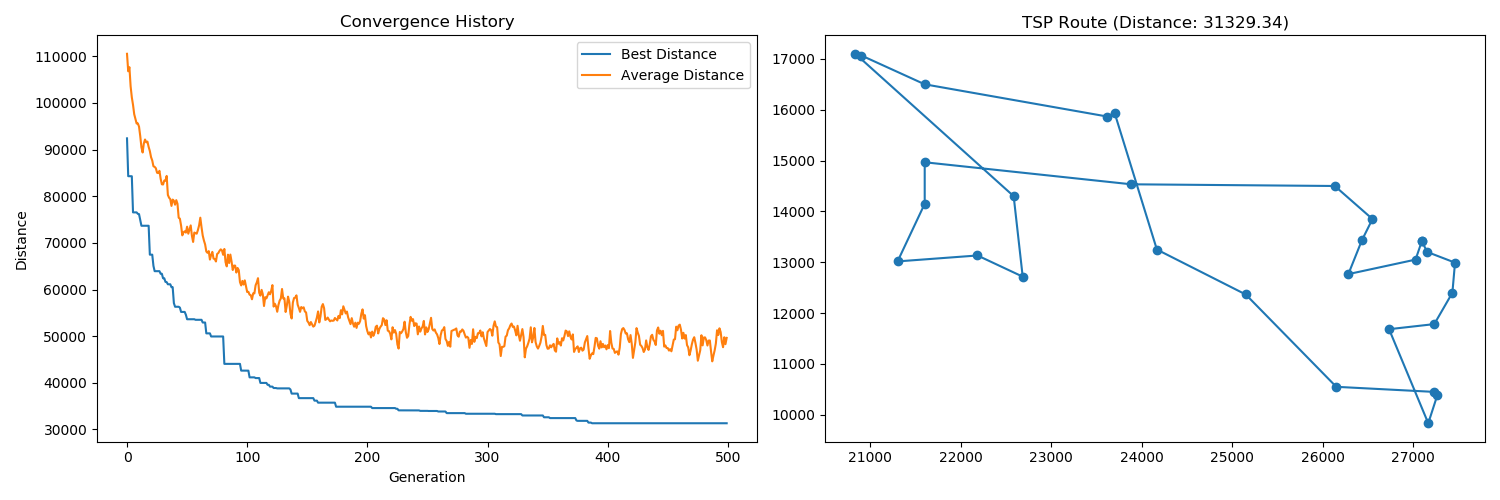 Convergence History
Best Distance
Average Distance
110000
100000
90000
80000
70000
60000
50000
40000
30000
Distance
0 100 200 300 400 500
Generation
TSP Route (Distance: 31329.34)
17000
16000
15000
14000
13000
12000
11000
10000
21000 22000 23000 24000 25000 26000 27000